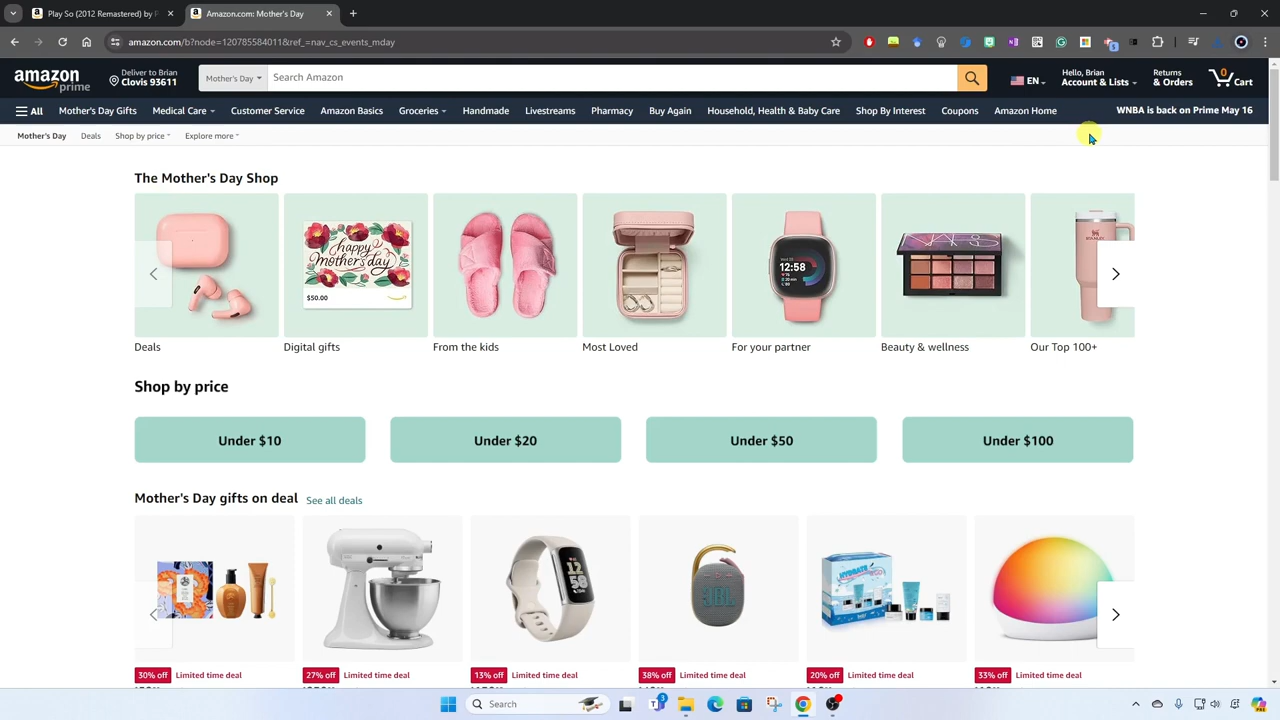 Play So (2012 Remastered) by P
Amazon.com: Mother's Day
amazon.com/b?node=12078558401&ref_=nav_cs_events_mday
amazon
prime
Deliver to Brian
Clovis 93611
Mother's Day
Search Amazon
EN
Hello, Brian
Account & Lists
Returns
& Orders
0
Cart
All
Mother's Day Gifts
Medical Care
Customer Service
Amazon Basics
Groceries
Handmade
Livestreams
Pharmacy
Buy Again
Household, Health & Baby Care
Shop By Interest
Coupons
Amazon Home
WNBA is back on Prime May 16
Mother's Day
Deals
Shop by price
Explore more
The Mother's Day Shop
happy
Mother's day
$50.00
12:58
NARS
STANLEY
Deals
Digital gifts
From the kids
Most Loved
For your partner
Beauty & wellness
Our Top 100+
Shop by price
Under $10
Under $20
Under $50
Under $100
Mother's Day gifts on deal
See all deals
12
58
JBL
HYDRATE
30% off
Limited time deal
27% off
Limited time deal
13% off
Limited time deal
38% off
Limited time deal
20% off
Limited time deal
33% off
Limited time deal
Search
3